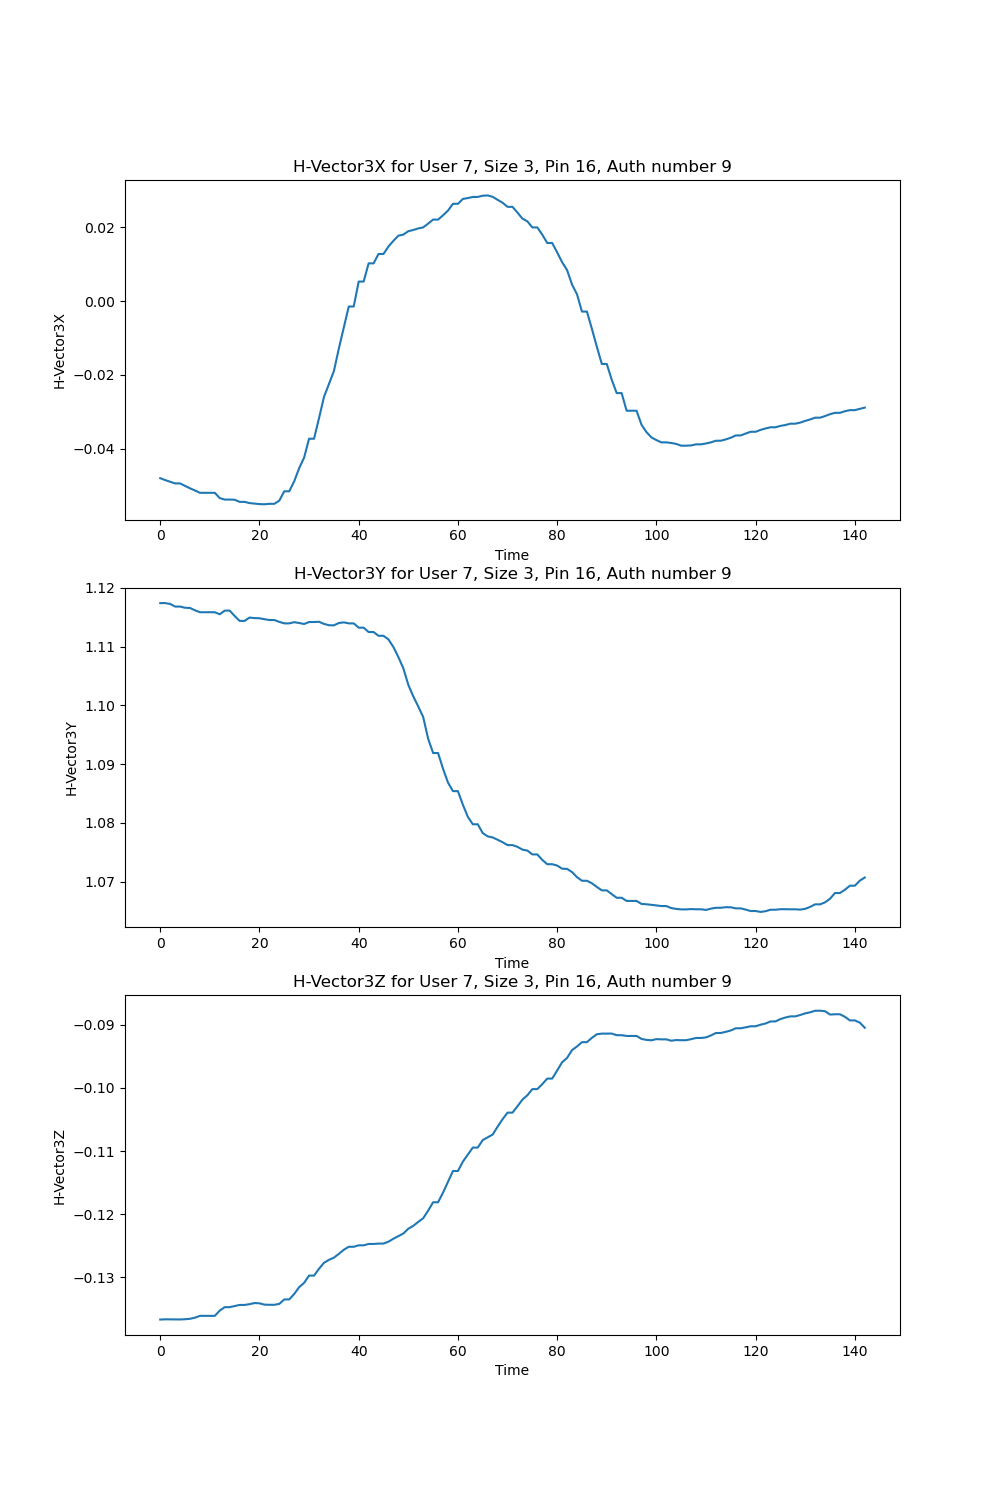 H-Vector3X for User 7, Size 3, Pin 16, Auth number 9
H-Vector3X
0.02
0.00
−0.02
−0.04
0 20 40 60 80 100 120 140
Time
H-Vector3Y for User 7, Size 3, Pin 16, Auth number 9
H-Vector3Y
1.12
1.11
1.10
1.09
1.08
1.07
0 20 40 60 80 100 120 140
Time
H-Vector3Z for User 7, Size 3, Pin 16, Auth number 9
H-Vector3Z
−0.09
−0.10
−0.11
−0.12
−0.13
0 20 40 60 80 100 120 140
Time